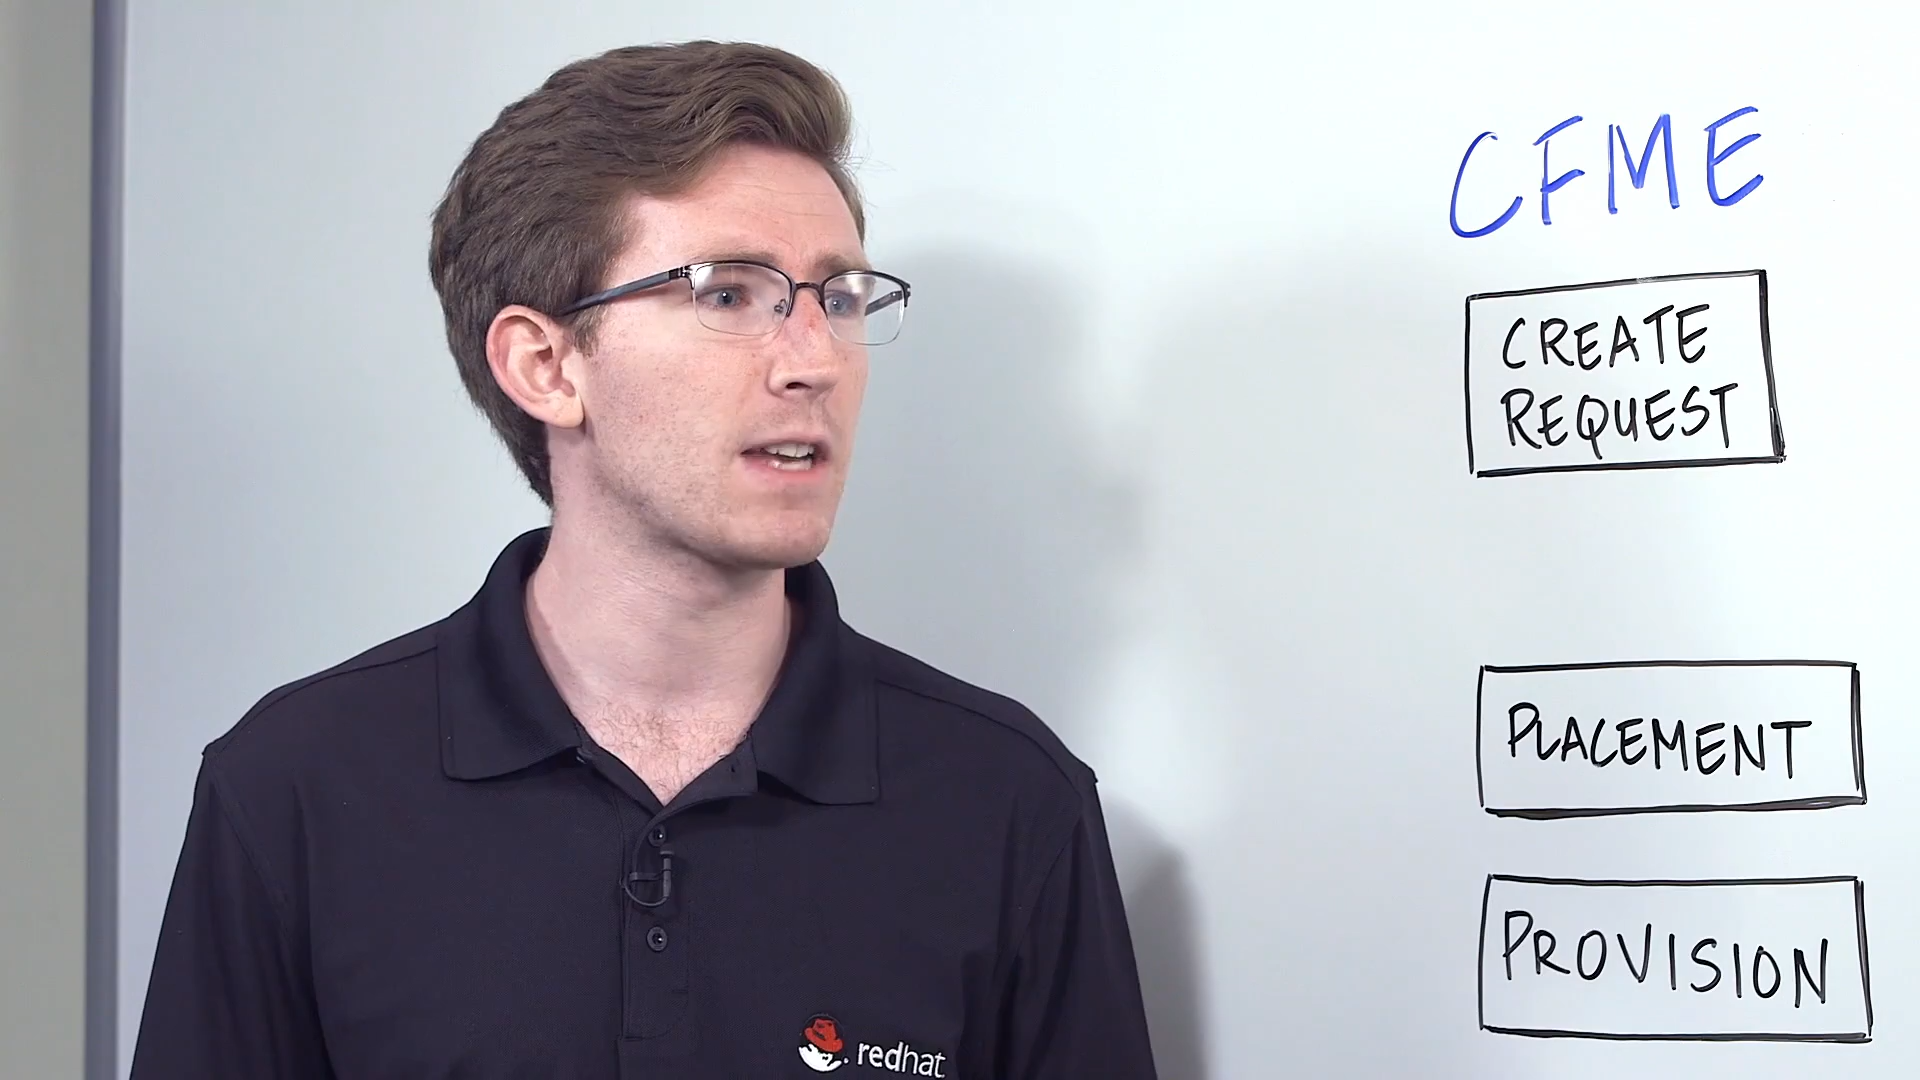 CFME
CREATE
REQUEST
PLACEMENT
PROVISION
redhat.